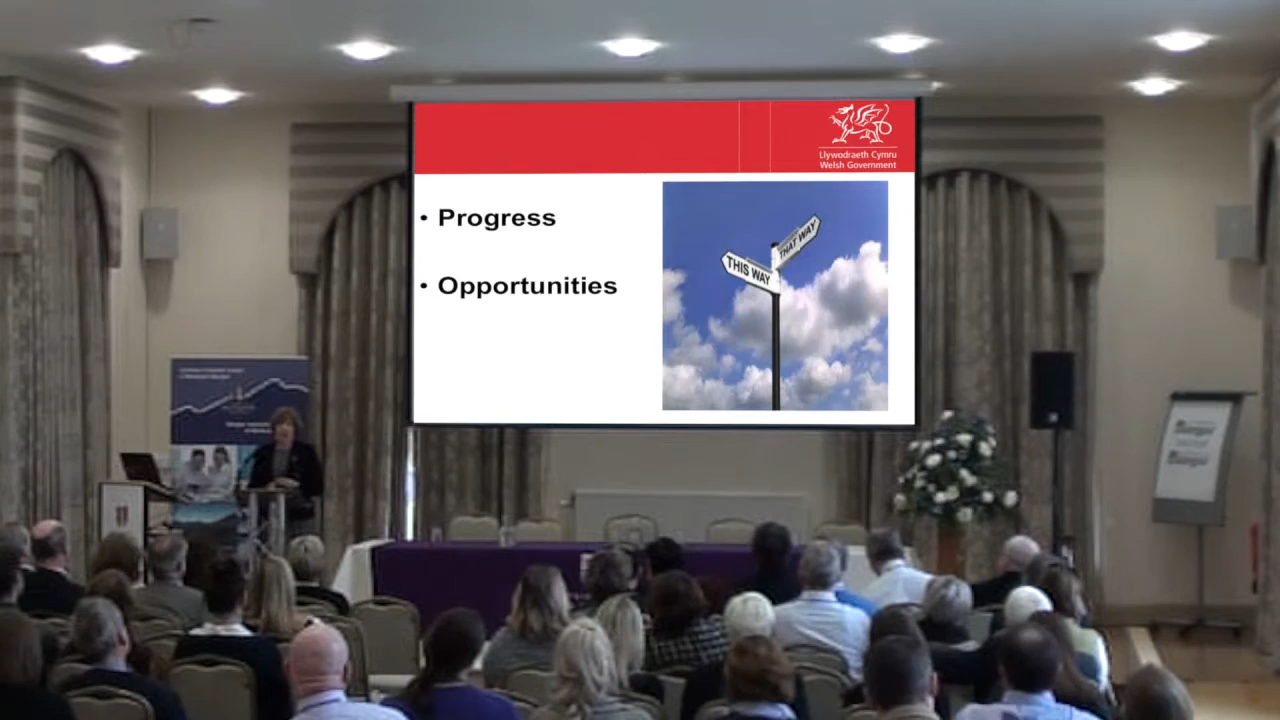 Llywodraeth Cymru
Welsh Government
• Progress
• Opportunities
THAT WAY
THIS WAY